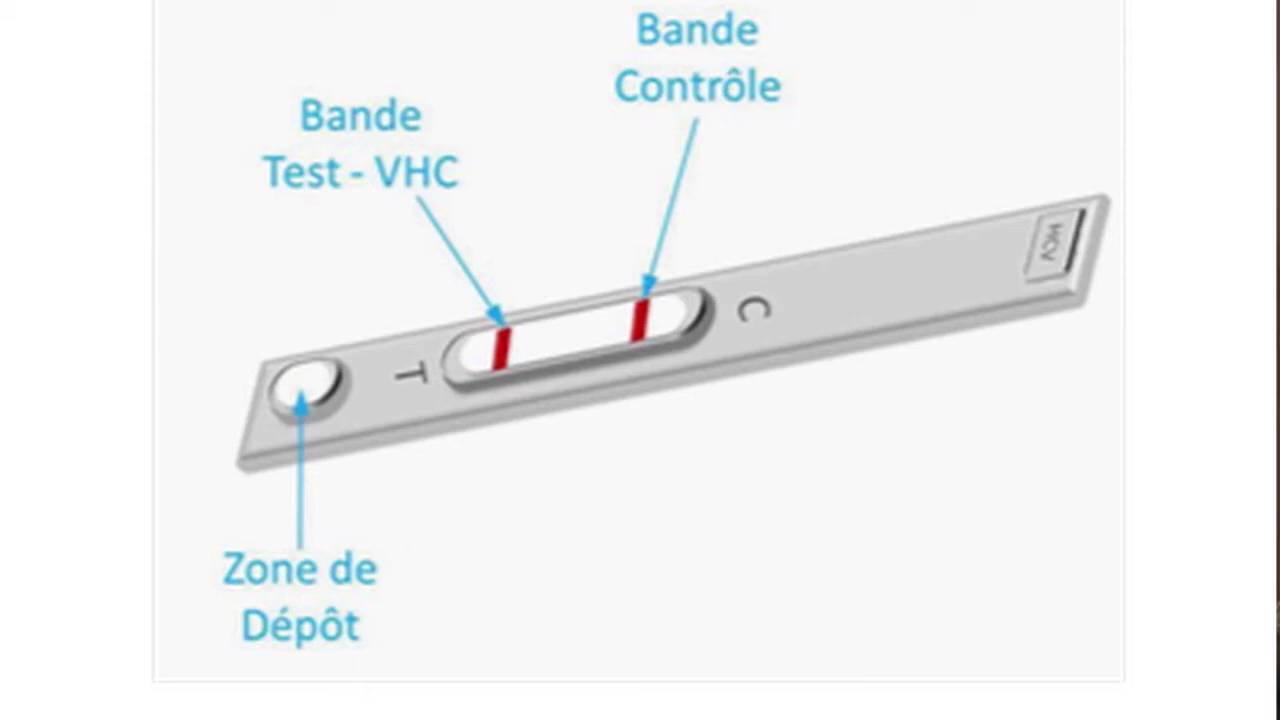 Bande
Contrôle
Bande
Test - VHC
HCV
C
T
Zone de
Dépôt